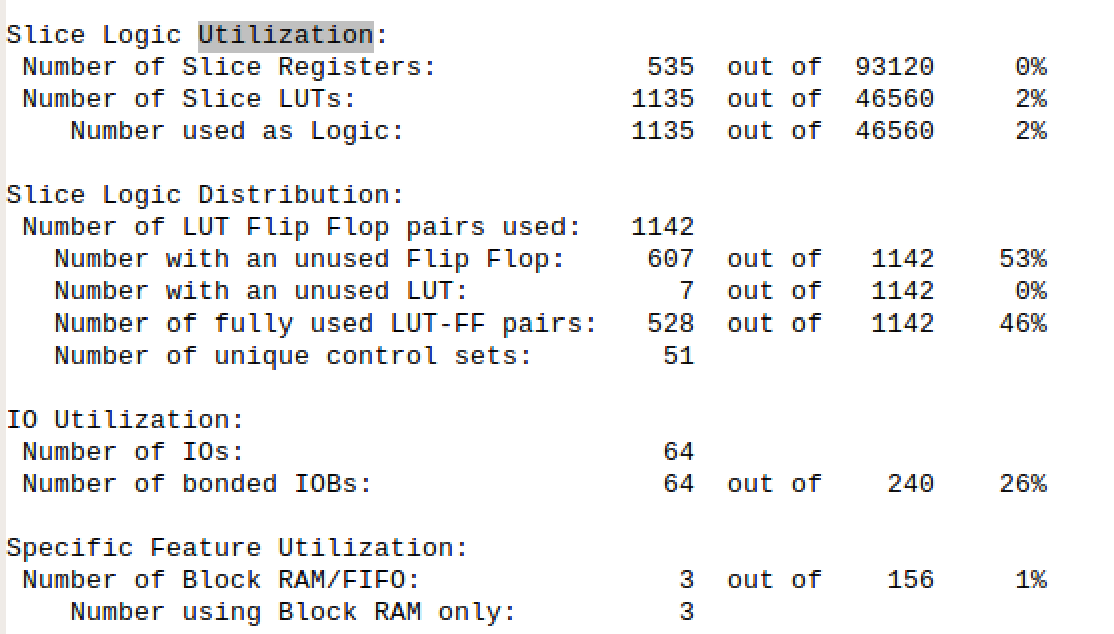 Slice Logic Utilization:
Number of Slice Registers: 535 out of 93120 0%
Number of Slice LUTs: 1135 out of 46560 2%
Number used as Logic: 1135 out of 46560 2%
Slice Logic Distribution:
Number of LUT Flip Flop pairs used: 1142
Number with an unused Flip Flop: 607 out of 1142 53%
Number with an unused LUT: 7 out of 1142 0%
Number of fully used LUT-FF pairs: 528 out of 1142 46%
Number of unique control sets: 51
IO Utilization:
Number of IOs: 64
Number of bonded IOBs: 64 out of 240 26%
Specific Feature Utilization:
Number of Block RAM/FIFO: 3 out of 156 1%
Number using Block RAM only: 3